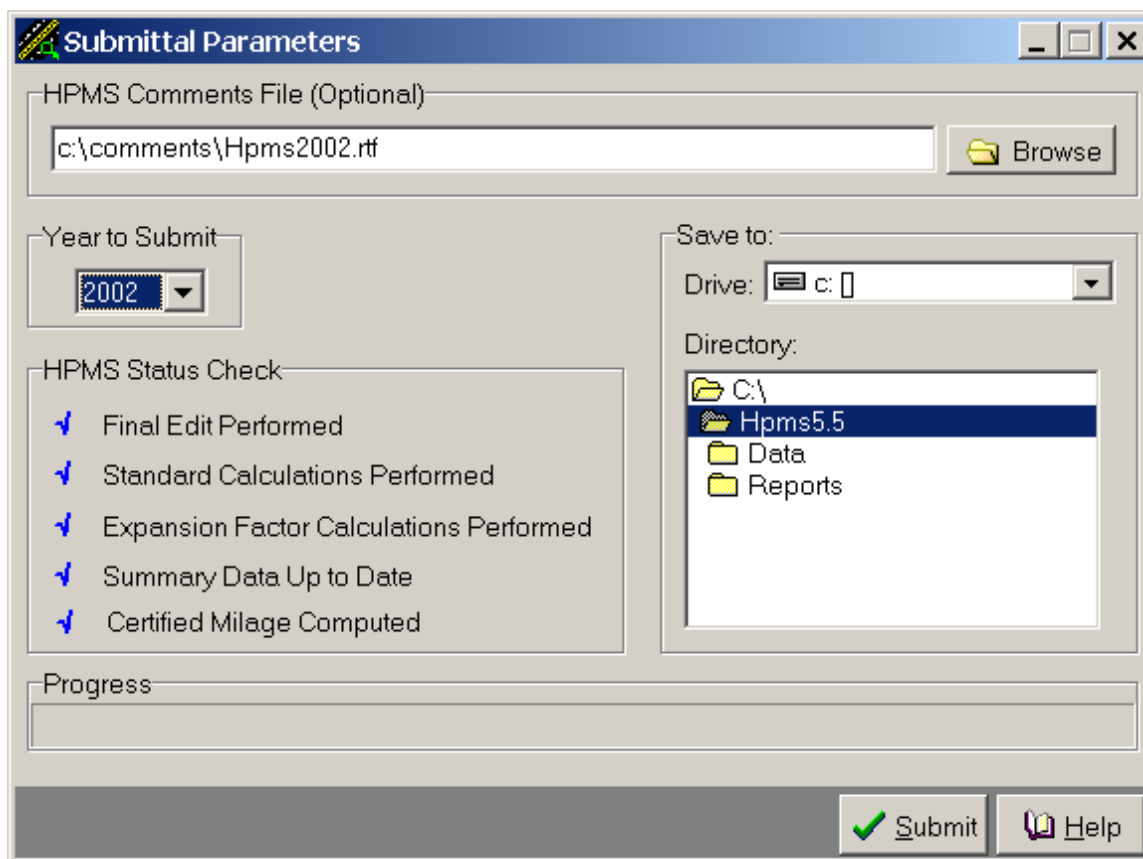 Submittal Parameters
HPMS Comments File (Optional)
c:\comments\Hpms2002.rtf
Browse
Year to Submit
2002
Save to:
Drive:
c: []
Directory:
C:\
Hpms5.5
Data
Reports
HPMS Status Check
Final Edit Performed
Standard Calculations Performed
Expansion Factor Calculations Performed
Summary Data Up to Date
Certified Milage Computed
Progress
Submit
Help